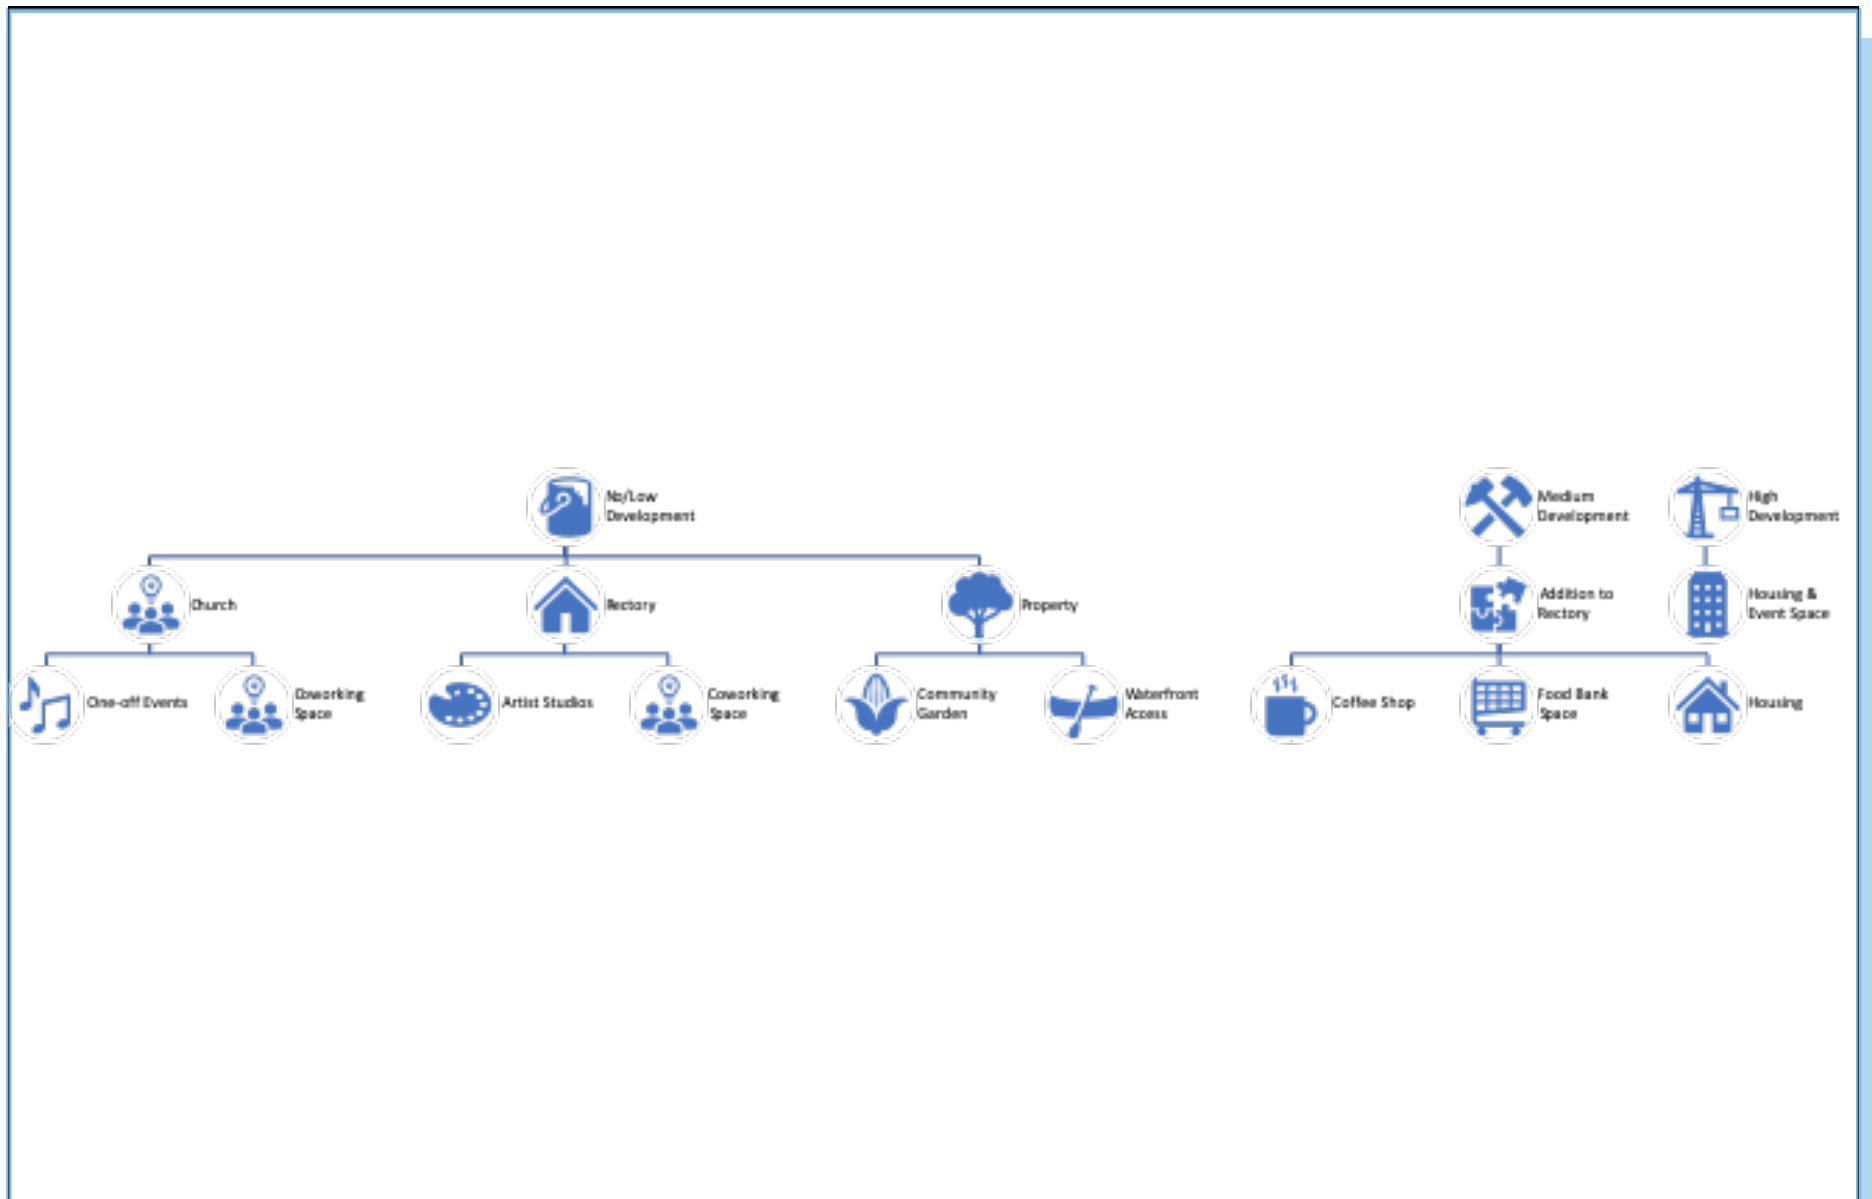 No/Low
Development
Medium
Development
High
Development
Church
Rectory
Property
Addition to
Rectory
Housing &
Event Space
One-off Events
Coworking
Space
Artist Studios
Coworking
Space
Community
Garden
Waterfront
Access
Coffee Shop
Food Bank
Space
Housing